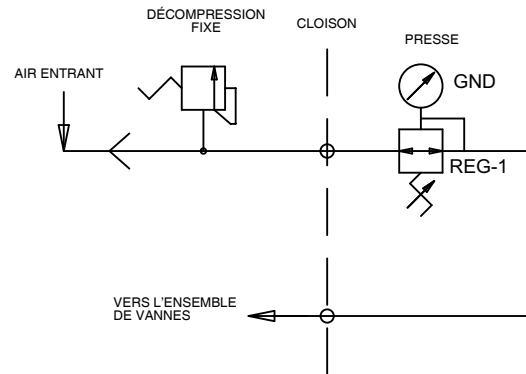 DÉCOMPRESSION
FIXE
CLOISON
PRESSE
AIR ENTRANT
GND
REG-1
VERS L'ENSEMBLE
DE VANNES